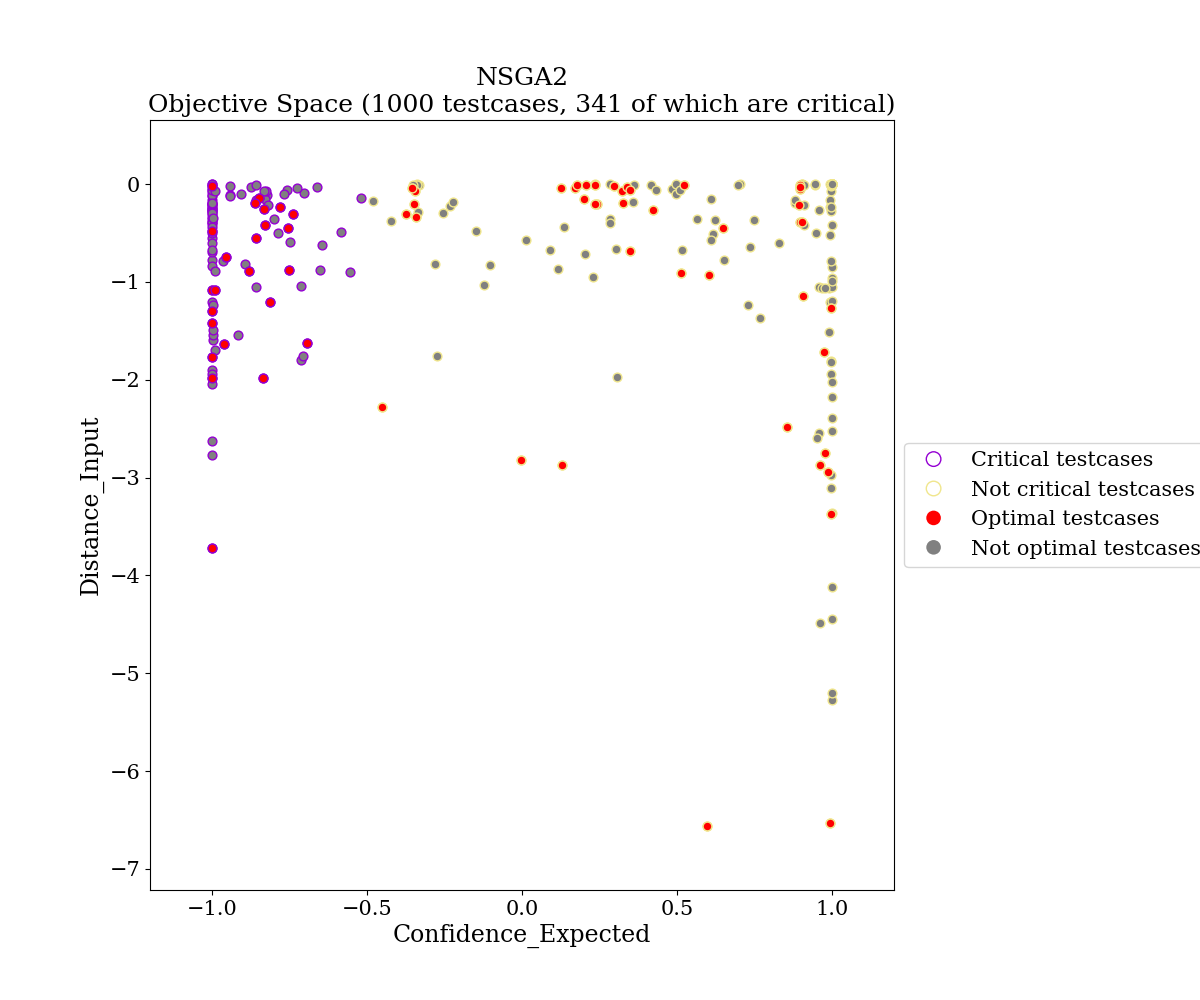 NSGA2
Objective Space (1000 testcases, 341 of which are critical)
0
−1
−2
−3
−4
−5
−6
−7
Distance_Input
−1.0
−0.5
0.0
0.5
1.0
Confidence_Expected
Critical testcases
Not critical testcases
Optimal testcases
Not optimal testcases